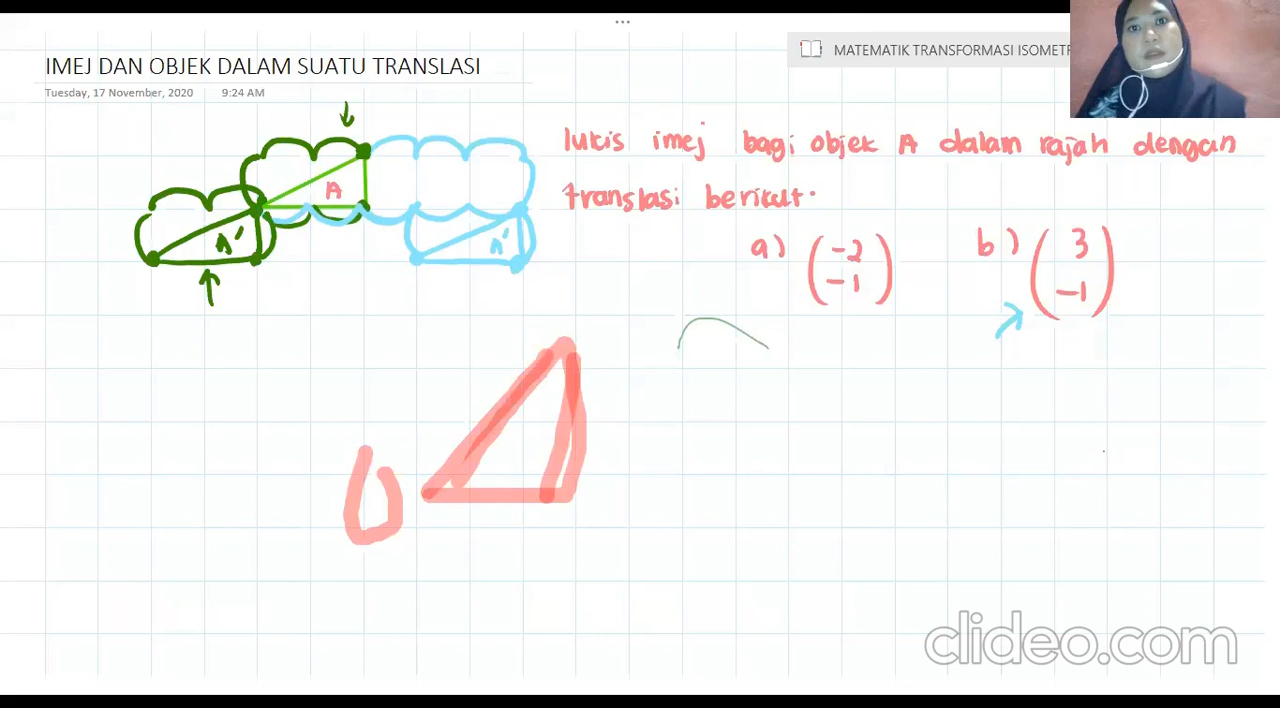 IMEJ DAN OBJEK DALAM SUATU TRANSLASI
Tuesday, 17 November, 2020 9:24 AM
MATEMATIK TRANSFORMASI ISOMETR
lukis imej bagi objek A dalam rajah dengan
translasi berikut.
a) (-2
-1)
b) (3
-1)
A
A'
A'
clideo.com